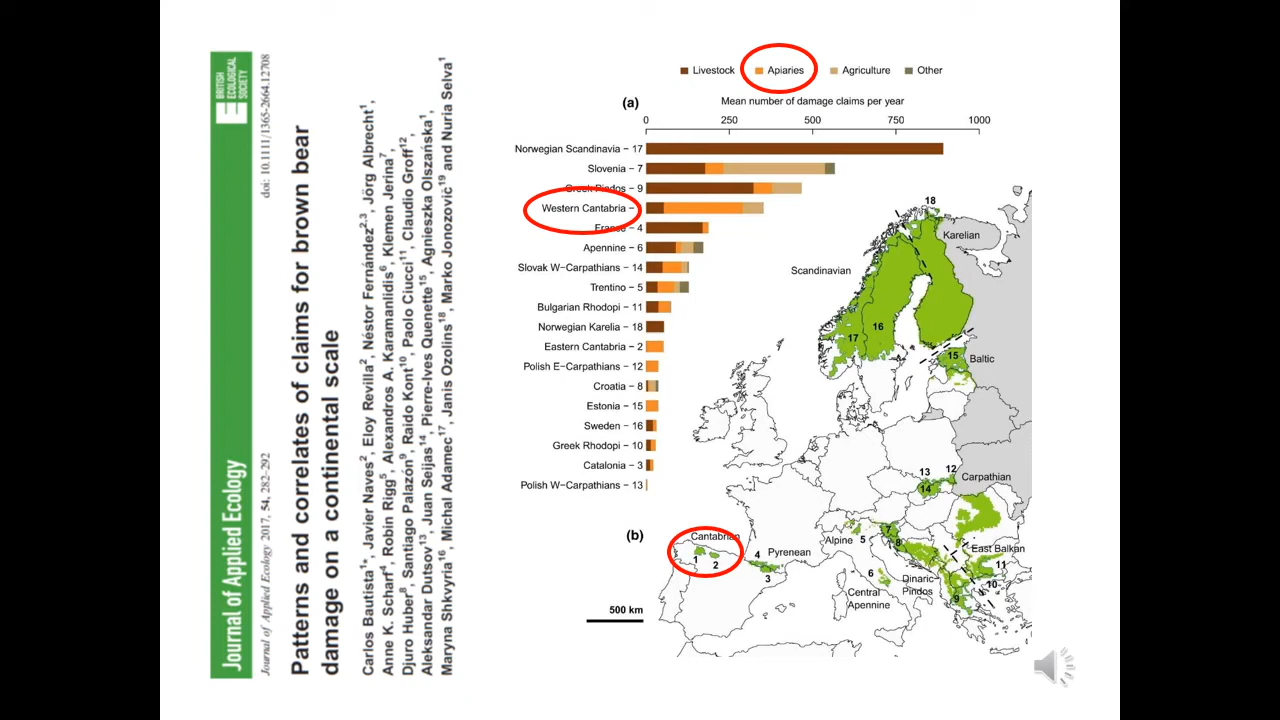 BRITISH
ECOLOGICAL
SOCIETY
Journal of Applied Ecology
Journal of Applied Ecology 2017, 54, 282–292
doi: 10.1111/1365-2664.12708
Patterns and correlates of claims for brown bear
damage on a continental scale
Carlos Bautista¹*, Javier Naves², Eloy Revilla², Néstor Fernández²,³, Jörg Albrecht¹,
Anne K. Scharf⁴, Robin Rigg⁵, Alexandros A. Karamanlidis⁶, Klemen Jerina⁷,
Djuro Huber⁸, Santiago Palazón⁹, Raido Kont¹⁰, Paolo Ciucci¹¹, Claudio Groff¹²,
Aleksandar Dutsov¹³, Juan Seijas¹⁴, Pierre-Ives Quenette¹⁵, Agnieszka Olszańska¹,
Maryna Shkvyria¹⁶, Michal Adamec¹⁷, Janis Ozolins¹⁸, Marko Jonozovič¹⁹ and Nuria Selva¹
Livestock Apiaries Agriculture Other
(a)
Mean number of damage claims per year
0 250 500 750 1000
Norwegian Scandinavia − 17
Slovenia − 7
Greek Pindos − 9
Western Cantabria −
France − 4
Apennine − 6
Slovak W−Carpathians − 14
Trentino − 5
Bulgarian Rhodopi − 11
Norwegian Karelia − 18
Eastern Cantabria − 2
Polish E−Carpathians − 12
Croatia − 8
Estonia − 15
Sweden − 16
Greek Rhodopi − 10
Catalonia − 3
Polish W−Carpathians − 13
(b)
18
Karelian
Scandinavian
16
17
15
Baltic
13 12
14
Carpathian
Cantabrian
1 2
4 Pyrenean
3
Alpine
5
7
8
East Balkan
11
10
6
Central
Apennine
Dinaric-
Pindos
9
500 km